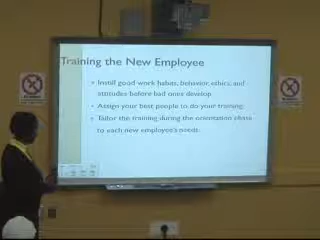 Training the New Employee
Instill good work habits, behavior, ethics, and
attitudes before bad ones develop
Assign your best people to do your training.
Tailor the training during the orientation phase
to each new employee's needs.